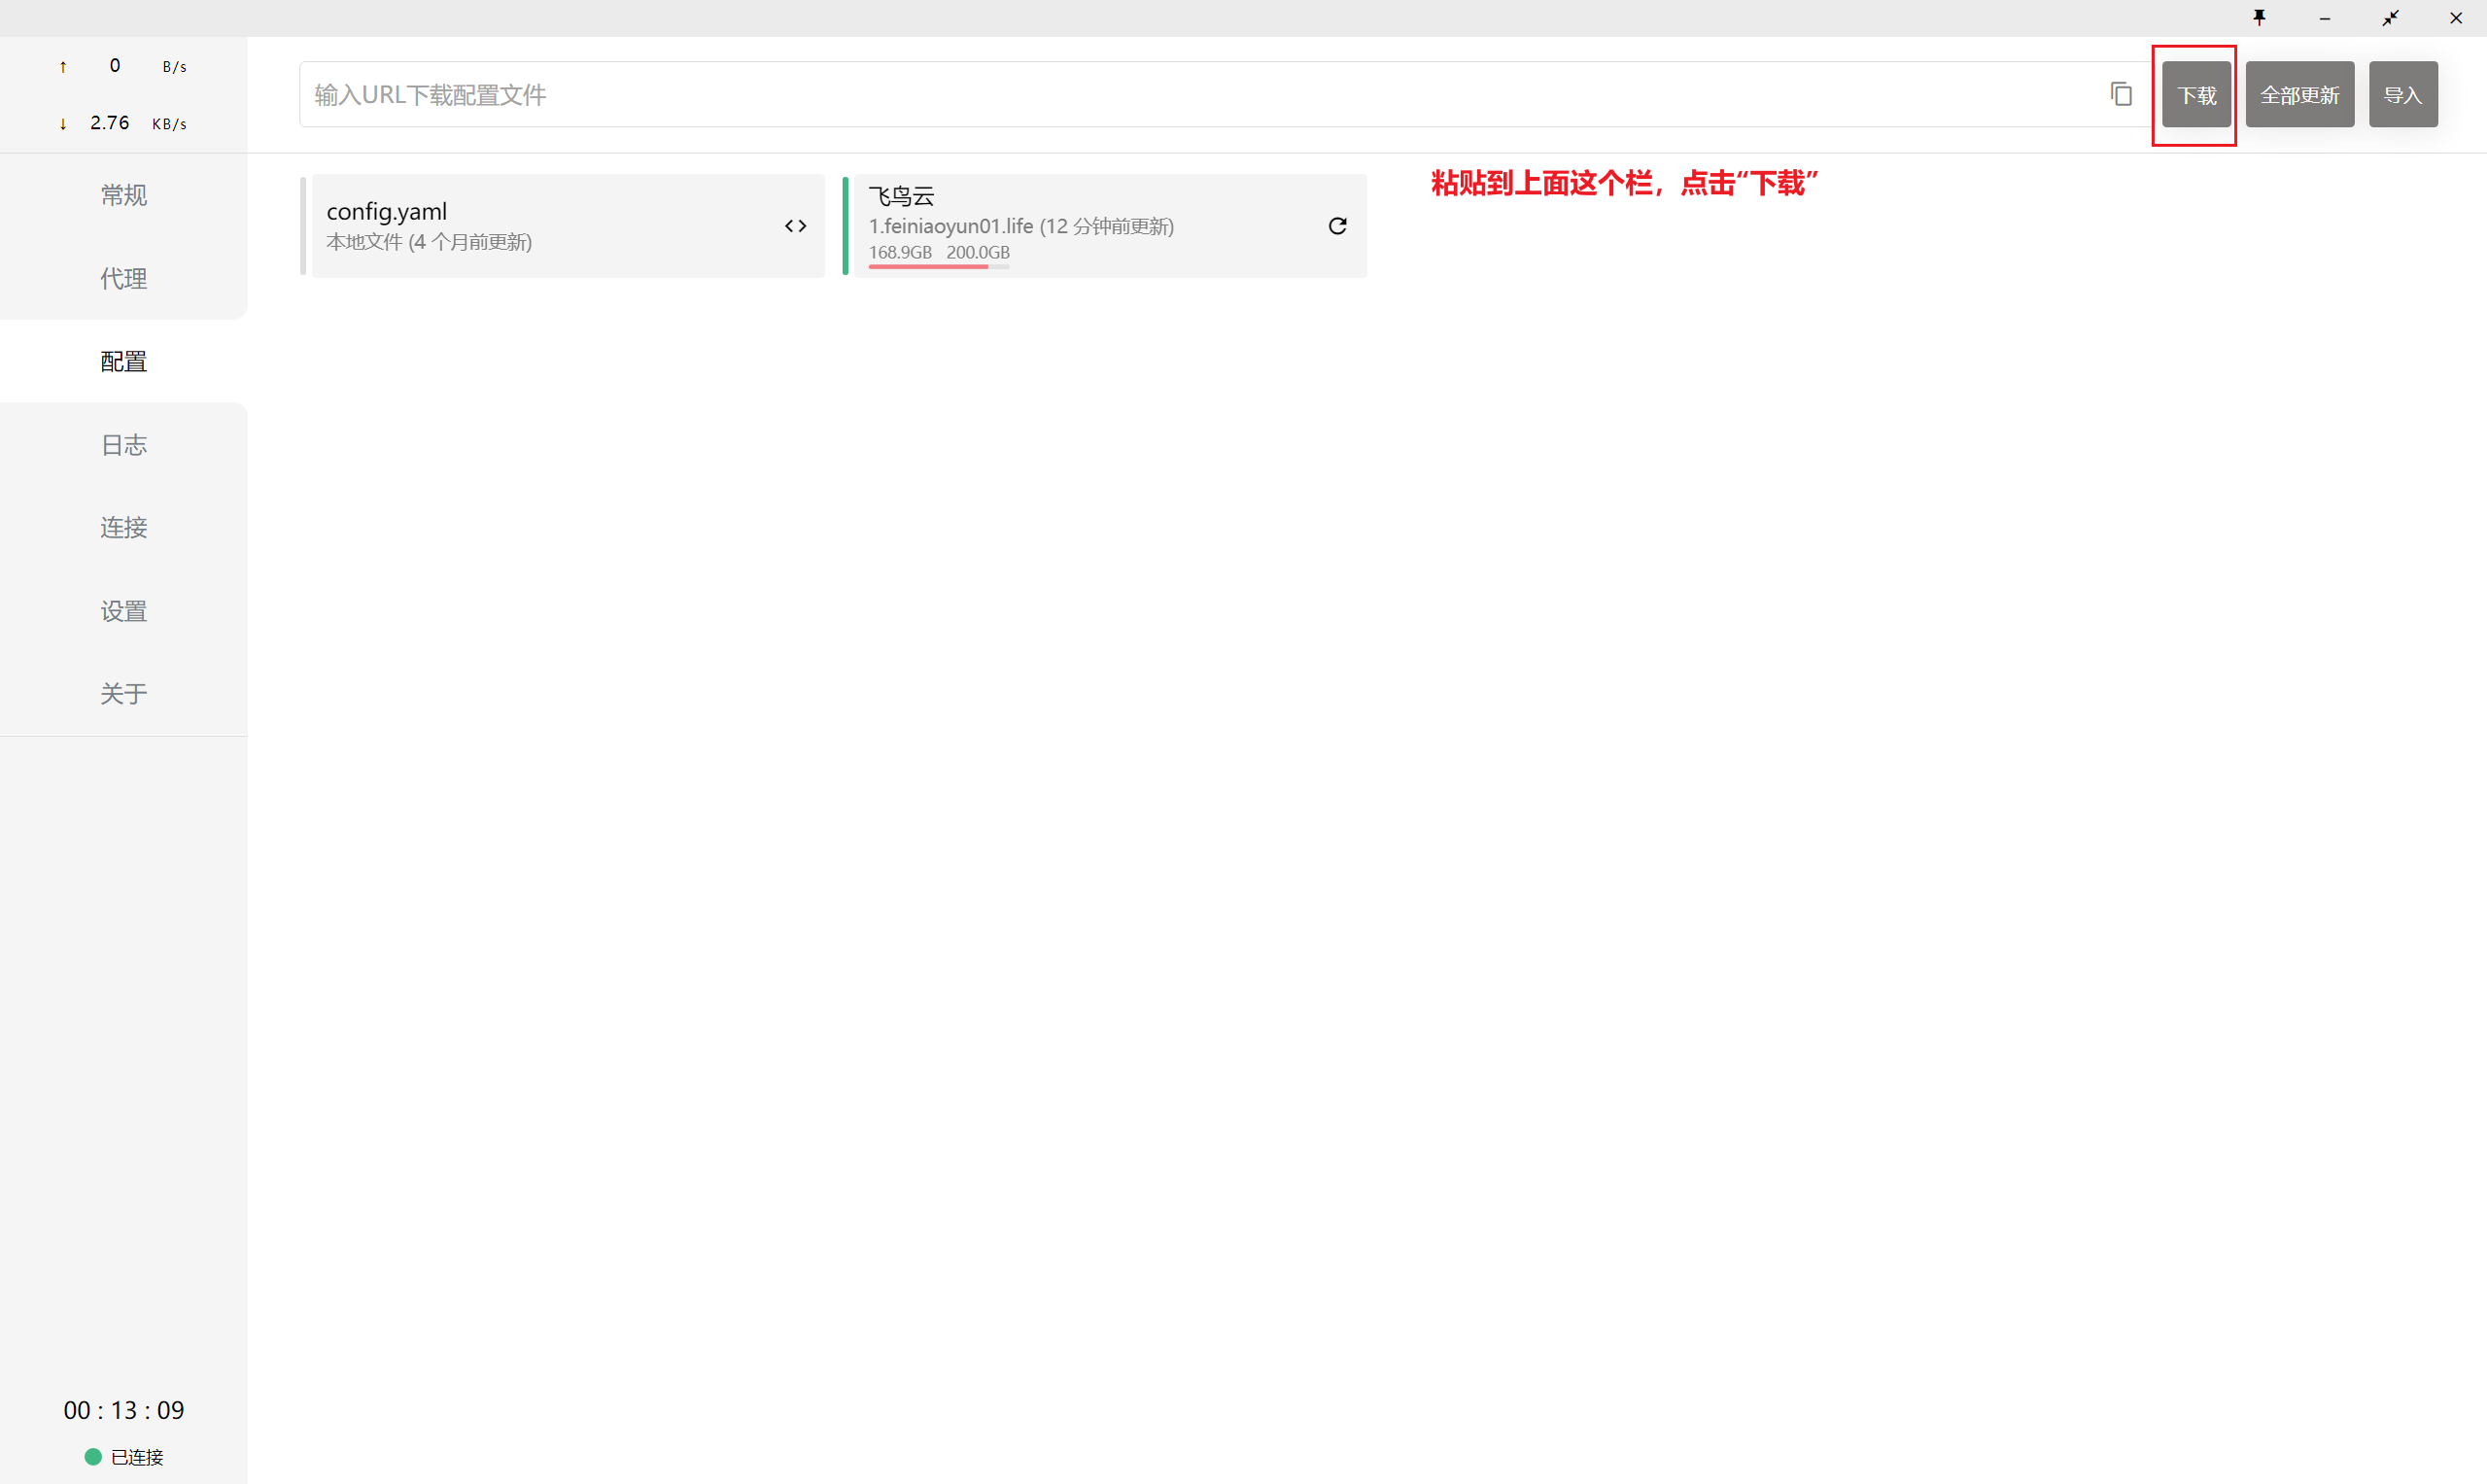 ↑ 0 B/s
↓ 2.76 KB/s
输入URL下载配置文件
下载
全部更新
导入
粘贴到上面这个栏，点击“下载”
常规
代理
配置
日志
连接
设置
关于
config.yaml
本地文件 (4 个月前更新)
飞鸟云
1.feiniaoyun01.life (12 分钟前更新)
168.9GB 200.0GB
00 : 13 : 09
已连接